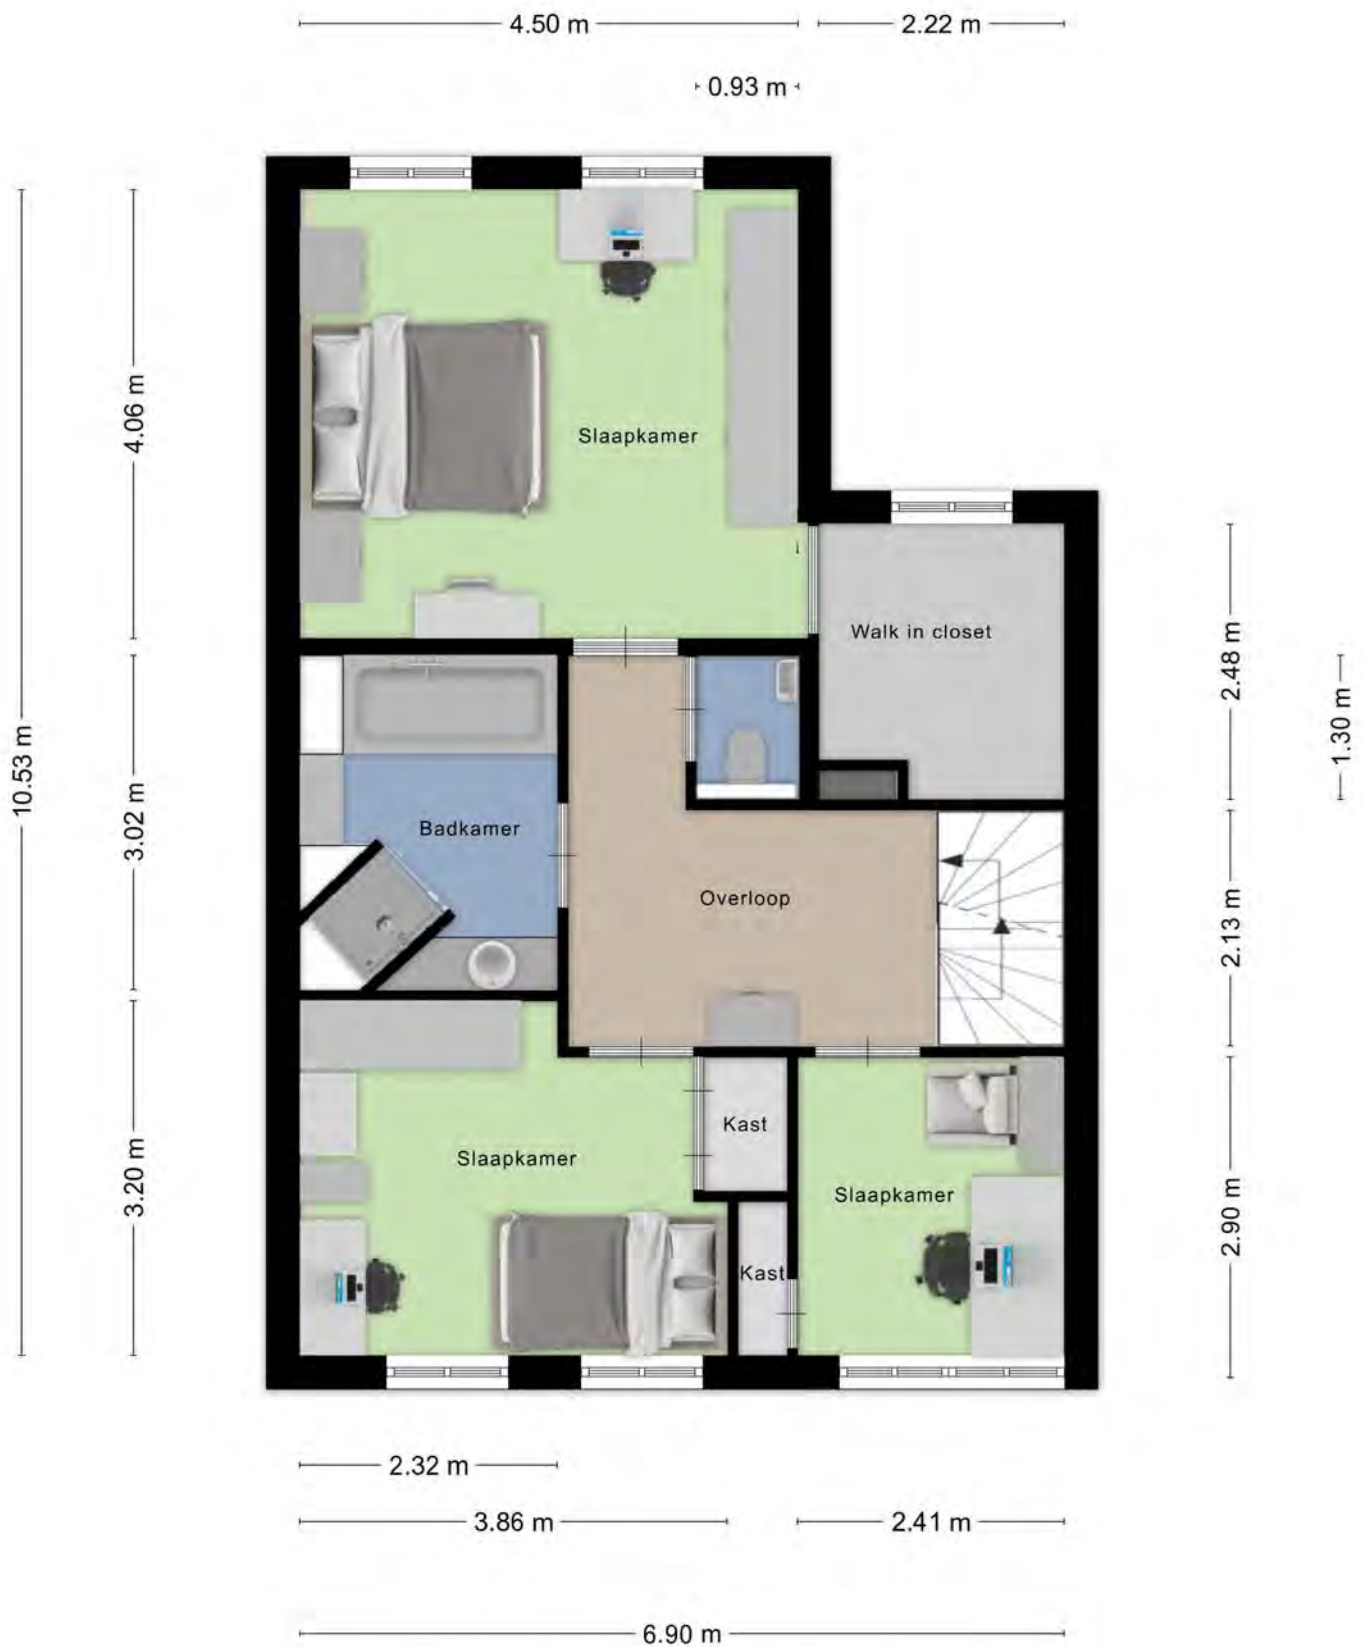 4.50 m
2.22 m
0.93 m
Slaapkamer
4.06 m
Walk in closet
2.48 m
1.30 m
10.53 m
3.02 m
Badkamer
Overloop
2.13 m
Kast
Slaapkamer
Slaapkamer
3.20 m
2.90 m
Kast
2.32 m
3.86 m
2.41 m
6.90 m